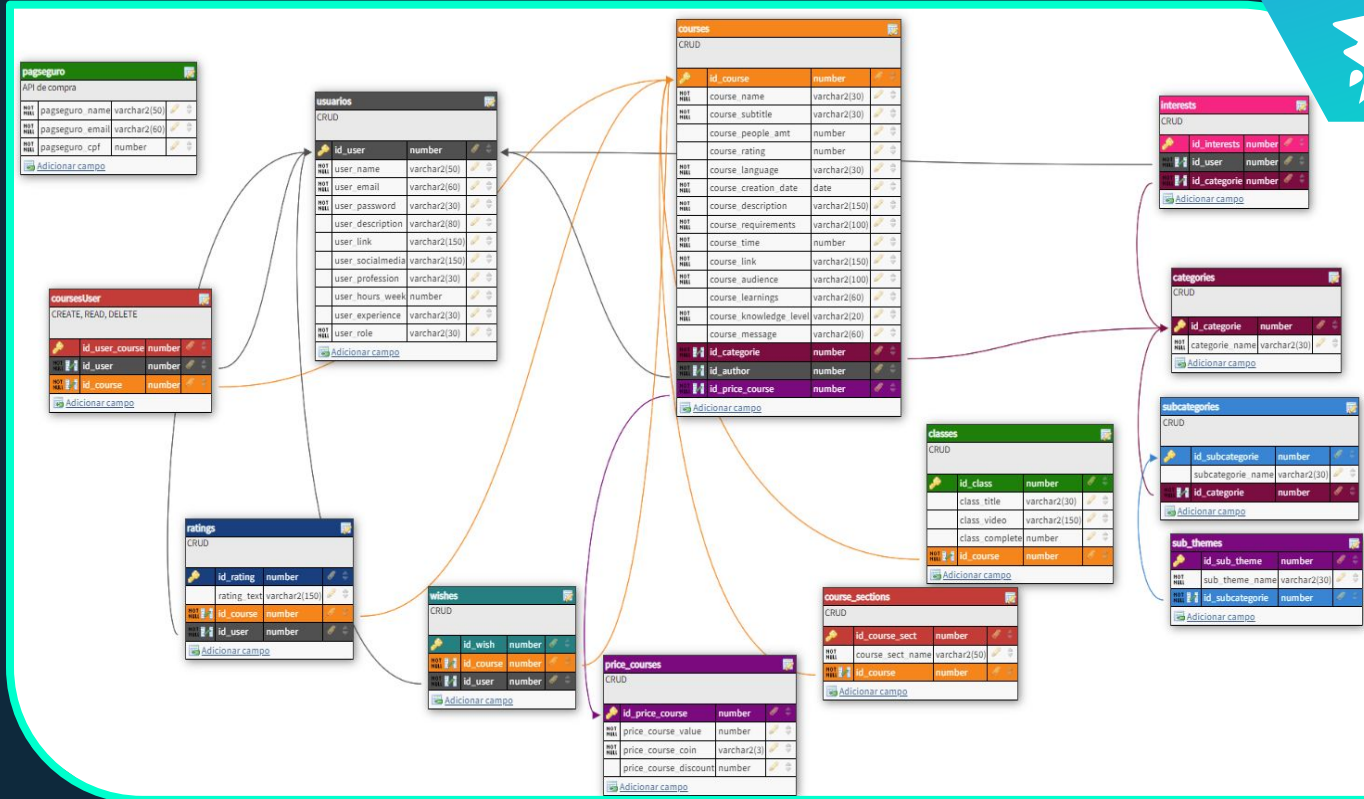 pagseguro
API de compra
NOT NULL pagseguro_name varchar2(50)
NOT NULL pagseguro_email varchar2(60)
NOT NULL pagseguro_cpf number
Adicionar campo
usuarios
CRUD
id_user number
NOT NULL user_name varchar2(50)
NOT NULL user_email varchar2(60)
NOT NULL user_password varchar2(30)
user_description varchar2(80)
user_link varchar2(150)
user_socialmedia varchar2(150)
user_profession varchar2(30)
user_hours_week number
user_experience varchar2(30)
NOT NULL user_role varchar2(30)
Adicionar campo
courses
CRUD
id_course number
NOT NULL course_name varchar2(30)
NOT NULL course_subtitle varchar2(30)
course_people_amt number
course_rating number
NOT NULL course_language varchar2(30)
NOT NULL course_creation_date date
NOT NULL course_description varchar2(150)
NOT NULL course_requirements varchar2(100)
NOT NULL course_time number
NOT NULL course_link varchar2(150)
NOT NULL course_audience varchar2(100)
course_learnings varchar2(60)
NOT NULL course_knowledge_level varchar2(20)
course_message varchar2(60)
NOT NULL id_categorie number
NOT NULL id_author number
NOT NULL id_price_course number
Adicionar campo
interests
CRUD
id_interests number
NOT NULL id_user number
NOT NULL id_categorie number
Adicionar campo
categories
CRUD
id_categorie number
NOT NULL categorie_name varchar2(30)
Adicionar campo
coursesUser
CREATE, READ, DELETE
id_user_course number
NOT NULL id_user number
NOT NULL id_course number
Adicionar campo
subcategories
CRUD
id_subcategorie number
subcategorie_name varchar2(30)
NOT NULL id_categorie number
Adicionar campo
classes
CRUD
id_class number
class_title varchar2(30)
class_video varchar2(150)
class_complete number
NOT NULL id_course number
Adicionar campo
sub_themes
id_sub_theme number
NOT NULL sub_theme_name varchar2(30)
NOT NULL id_subcategorie number
Adicionar campo
ratings
CRUD
id_rating number
rating_text varchar2(150)
NOT NULL id_course number
NOT NULL id_user number
Adicionar campo
wishes
CRUD
id_wish number
NOT NULL id_course number
NOT NULL id_user number
Adicionar campo
course_sections
CRUD
id_course_sect number
NOT NULL course_sect_name varchar2(50)
NOT NULL id_course number
Adicionar campo
price_courses
CRUD
id_price_course number
NOT NULL price_course_value number
NOT NULL price_course_coin varchar2(3)
price_course_discount number
Adicionar campo